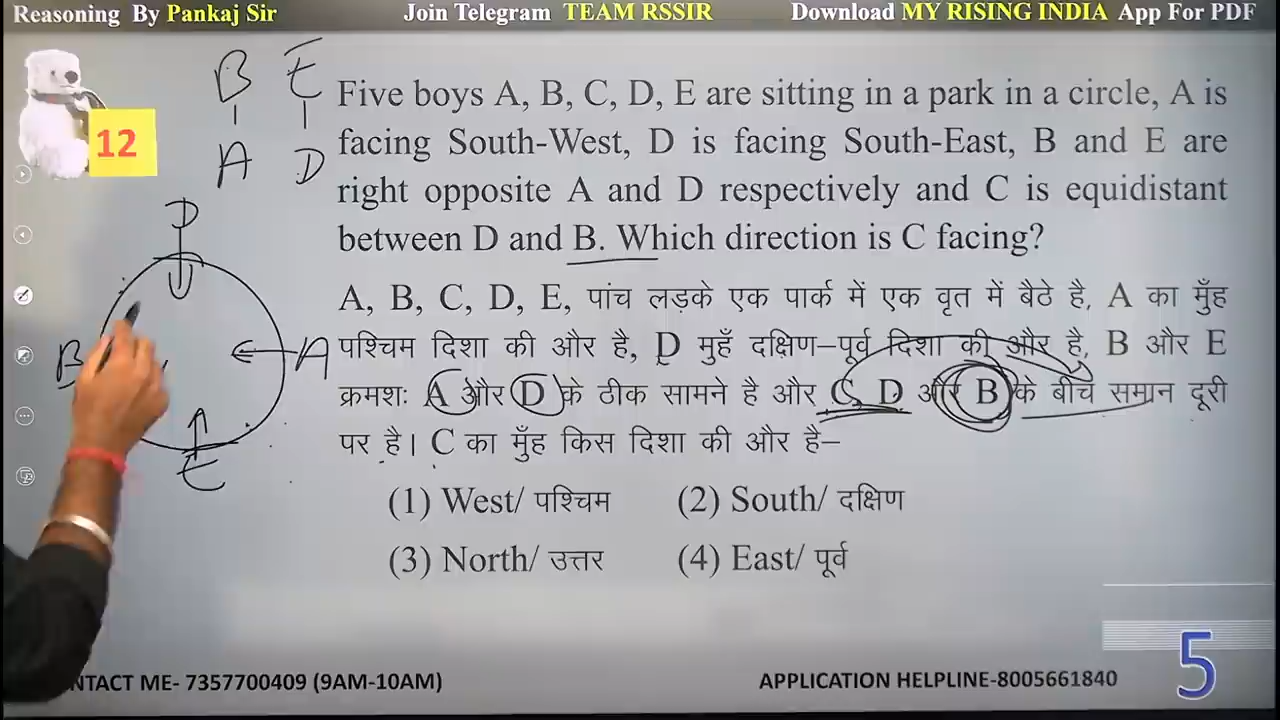 Reasoning By Pankaj Sir Join Telegram TEAM RSSIR Download MY RISING INDIA App For PDF
12
B E
A D
Five boys A, B, C, D, E are sitting in a park in a circle, A is
facing South-West, D is facing South-East, B and E are
right opposite A and D respectively and C is equidistant
between D and B. Which direction is C facing?
A, B, C, D, E, पांच लड़के एक पार्क में एक वृत में बैठे है, A का मुँह
पश्चिम दिशा की और है, D मुहँ दक्षिण–पूर्व दिशा की और है, B और E
क्रमशः A और D के ठीक सामने है और C, D और B के बीच समान दूरी
पर है। C का मुँह किस दिशा की और है–
(1) West/ पश्चिम (2) South/ दक्षिण
(3) North/ उत्तर (4) East/ पूर्व
D
B
A
E
5
NTACT ME- 7357700409 (9AM-10AM) APPLICATION HELPLINE-8005661840